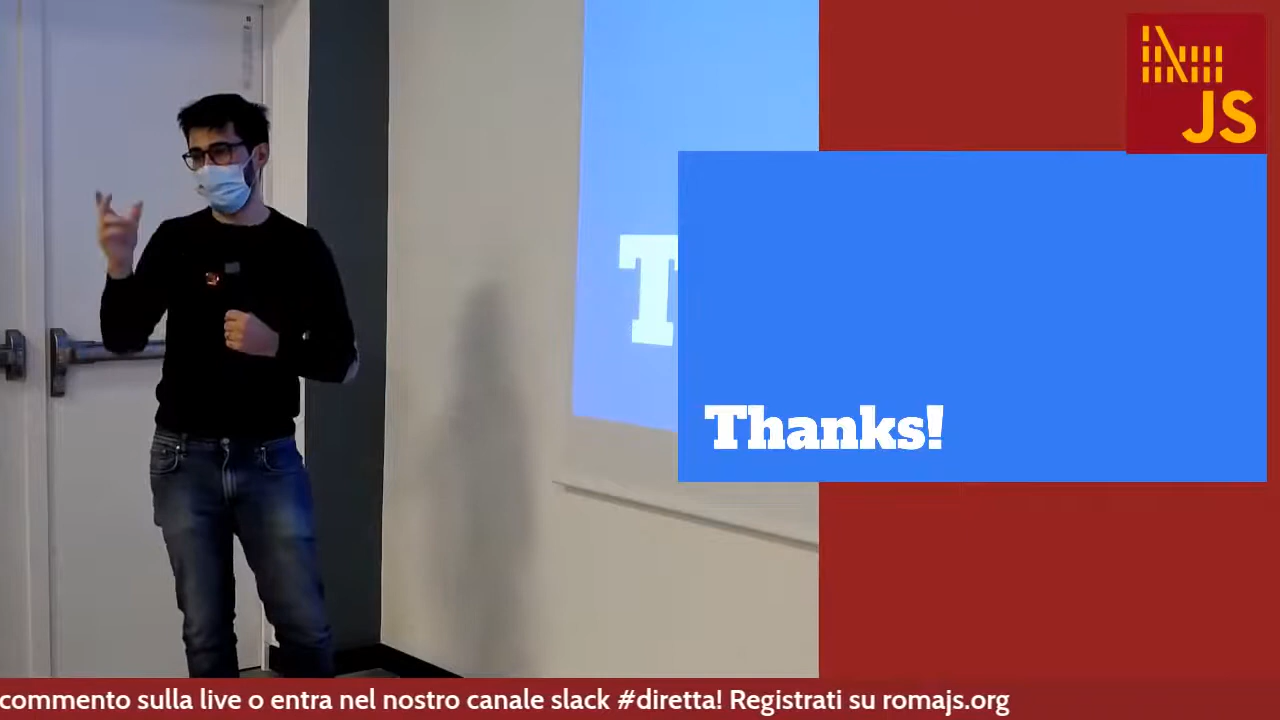 JS
T
Thanks!
commento sulla live o entra nel nostro canale slack #diretta! Registrati su romajs.org